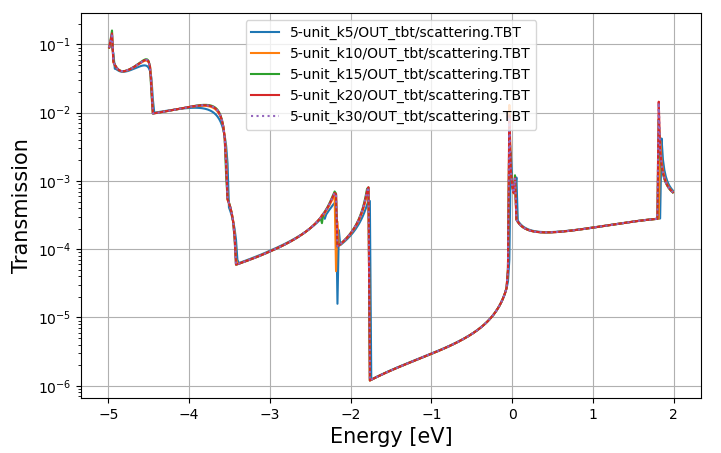 5-unit_k5/OUT_tbt/scattering.TBT
5-unit_k10/OUT_tbt/scattering.TBT
5-unit_k15/OUT_tbt/scattering.TBT
5-unit_k20/OUT_tbt/scattering.TBT
5-unit_k30/OUT_tbt/scattering.TBT
Transmission
10⁻¹
10⁻²
10⁻³
10⁻⁴
10⁻⁵
10⁻⁶
−5 −4 −3 −2 −1 0 1 2
Energy [eV]